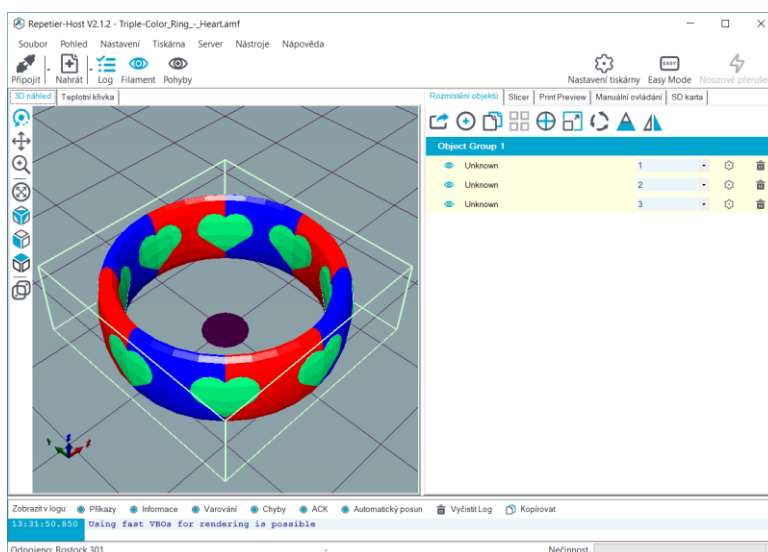 Repetier-Host V2.1.2 - Triple-Color_Ring_-_Heart.amf
Soubor Pohled Nastavení Tiskárna Server Nástroje Nápověda
Připojit Nahrát Log Filament Pohyby Nastavení tiskárny Easy Mode Nouzové přeruše
EASY
3D náhled Teplotní křivka
Rozmístění objektů Slicer Print Preview Manuální ovládání SD karta
Object Group 1
Unknown 1
Unknown 2
Unknown 3
Zobrazit v logu: Příkazy Informace Varování Chyby ACK Automatický posun Vyčistit Log Kopírovat
13:31:50.850 Using fast VBOs for rendering is possible
Odpojeno: Rostock 301 - Nečinnost